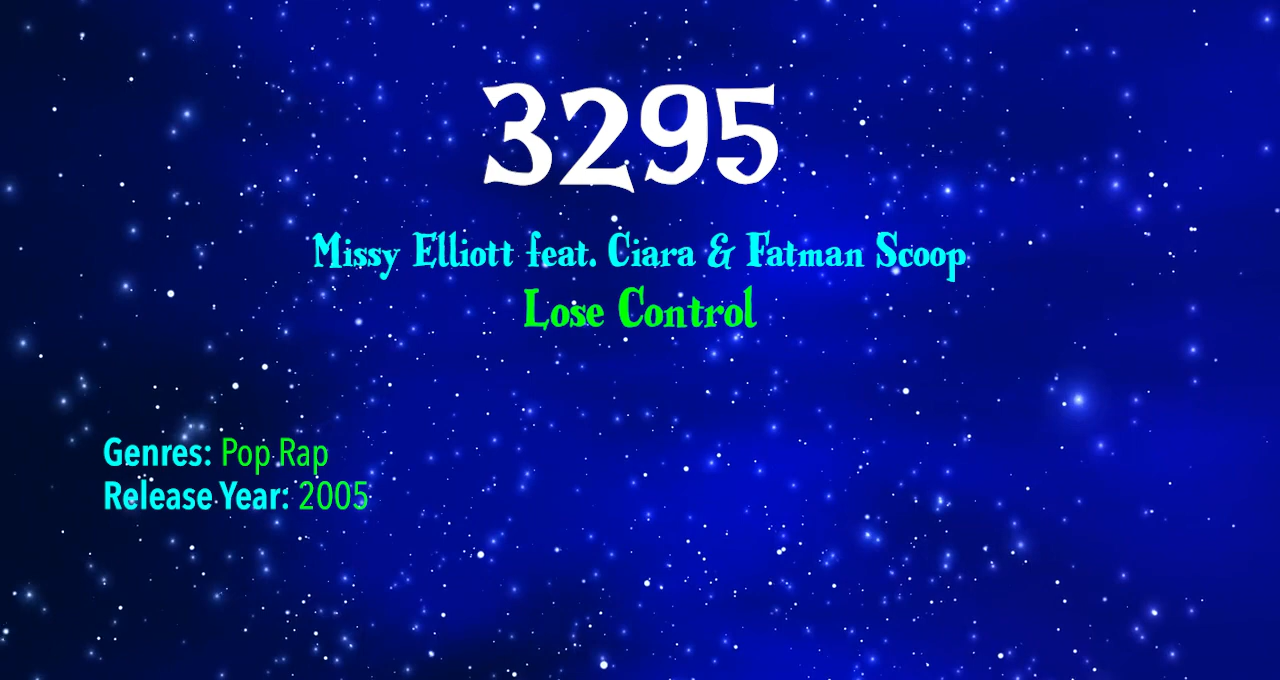 3295
Missy Elliott feat. Ciara & Fatman Scoop
Lose Control
Genres: Pop Rap
Release Year: 2005